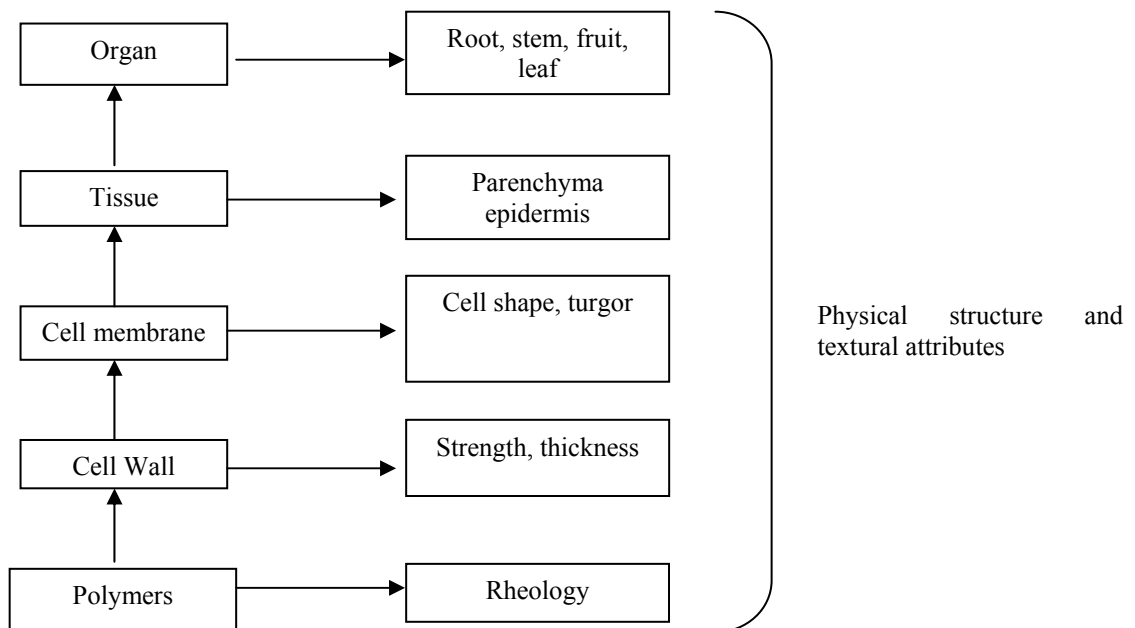 Organ
Root, stem, fruit,
leaf
Tissue
Parenchyma
epidermis
Cell membrane
Cell shape, turgor
Physical structure and
textural attributes
Cell Wall
Strength, thickness
Polymers
Rheology